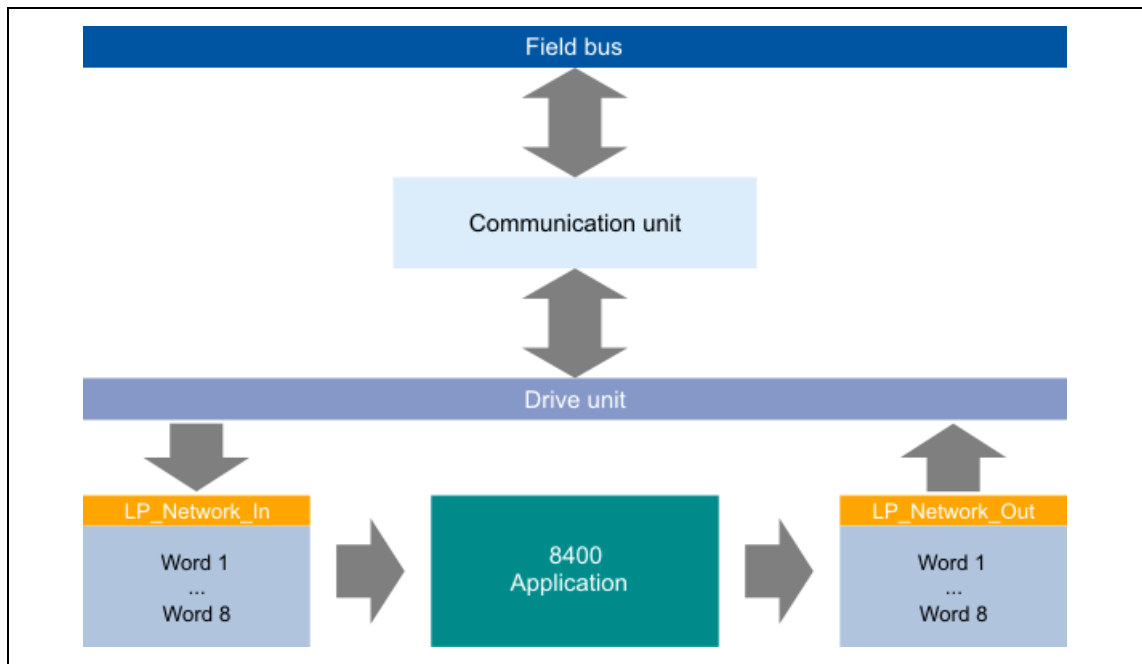 Field bus
Communication unit
Drive unit
LP_Network_In
Word 1
...
Word 8
8400
Application
LP_Network_Out
Word 1
...
Word 8